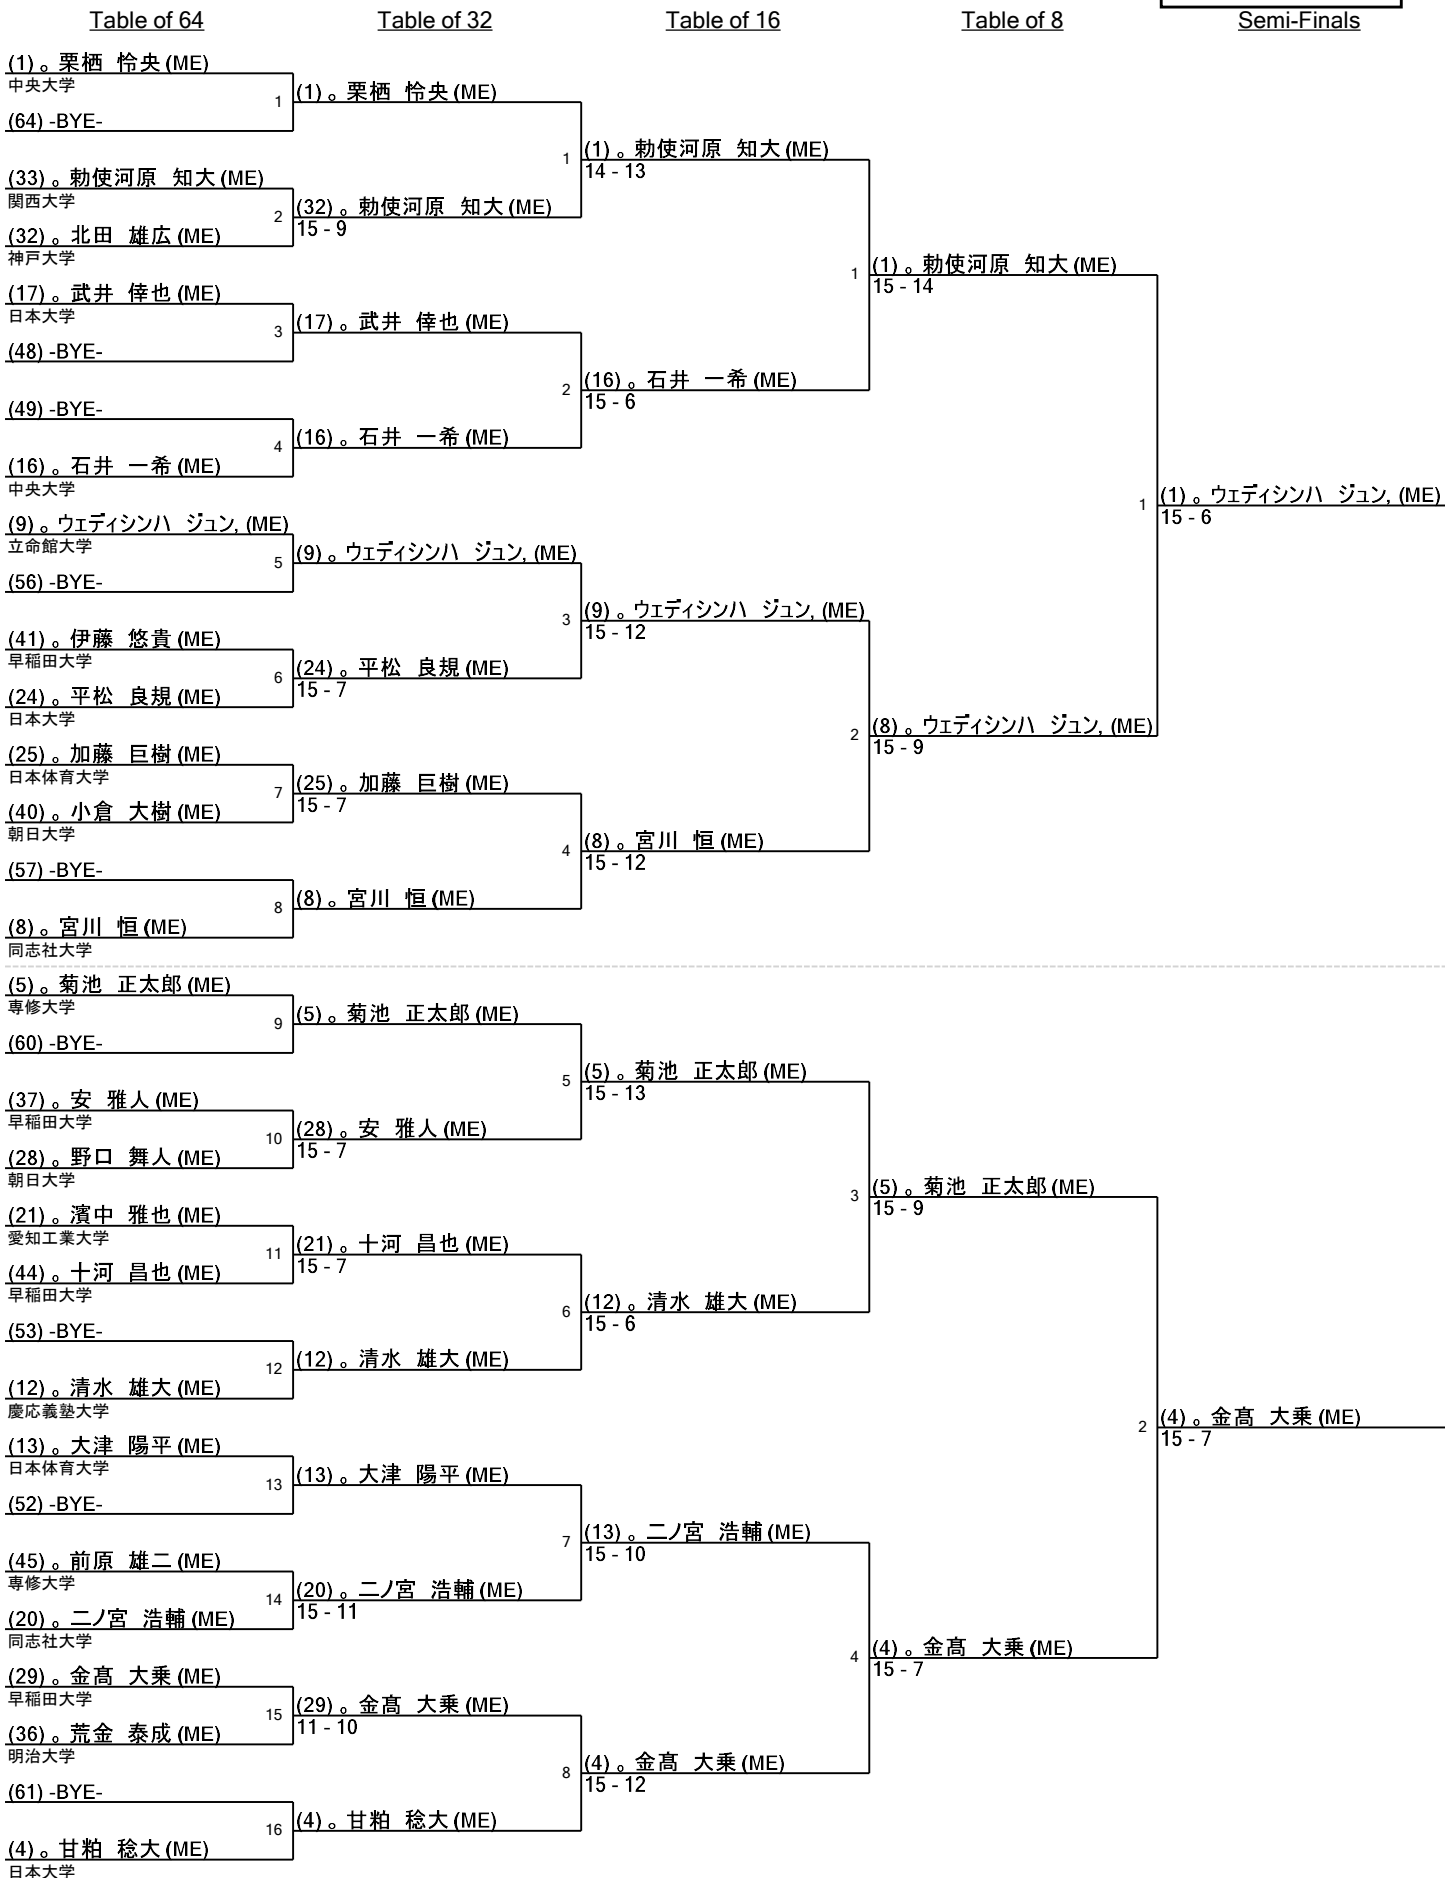 Table of 64
Table of 32
Table of 16
Table of 8
Semi-Finals
(1) 。栗栖 怜央 (ME)
中央大学
1
(64) -BYE-
(33) 。勅使河原 知大 (ME)
関西大学
2
(32) 。北田 雄広 (ME)
神戸大学
(17) 。武井 倖也 (ME)
日本大学
3
(48) -BYE-
(49) -BYE-
4
(16) 。石井 一希 (ME)
中央大学
(9) 。ウェディシンハ ジュン, (ME)
立命館大学
5
(56) -BYE-
(41) 。伊藤 悠貴 (ME)
早稲田大学
6
(24) 。平松 良規 (ME)
日本大学
(25) 。加藤 巨樹 (ME)
日本体育大学
7
(40) 。小倉 大樹 (ME)
朝日大学
(57) -BYE-
8
(8) 。宮川 恒 (ME)
同志社大学
(5) 。菊池 正太郎 (ME)
専修大学
9
(60) -BYE-
(37) 。安 雅人 (ME)
早稲田大学
10
(28) 。野口 舞人 (ME)
朝日大学
(21) 。濱中 雅也 (ME)
愛知工業大学
11
(44) 。十河 昌也 (ME)
早稲田大学
(53) -BYE-
12
(12) 。清水 雄大 (ME)
慶応義塾大学
(13) 。大津 陽平 (ME)
日本体育大学
13
(52) -BYE-
(45) 。前原 雄二 (ME)
専修大学
14
(20) 。二ノ宮 浩輔 (ME)
同志社大学
(29) 。金髙 大乗 (ME)
早稲田大学
15
(36) 。荒金 泰成 (ME)
明治大学
(61) -BYE-
16
(4) 。甘粕 稔大 (ME)
日本大学
(1) 。栗栖 怜央 (ME)
1
(32) 。勅使河原 知大 (ME)
15 - 9
(17) 。武井 倖也 (ME)
2
(16) 。石井 一希 (ME)
(9) 。ウェディシンハ ジュン, (ME)
3
(24) 。平松 良規 (ME)
15 - 7
(25) 。加藤 巨樹 (ME)
15 - 7
4
(8) 。宮川 恒 (ME)
(5) 。菊池 正太郎 (ME)
5
(28) 。安 雅人 (ME)
15 - 7
(21) 。十河 昌也 (ME)
15 - 7
6
(12) 。清水 雄大 (ME)
(13) 。大津 陽平 (ME)
7
(20) 。二ノ宮 浩輔 (ME)
15 - 11
(29) 。金髙 大乗 (ME)
11 - 10
8
(4) 。甘粕 稔大 (ME)
(1) 。勅使河原 知大 (ME)
14 - 13
1
(16) 。石井 一希 (ME)
15 - 6
(9) 。ウェディシンハ ジュン, (ME)
15 - 12
2
(8) 。宮川 恒 (ME)
15 - 12
(5) 。菊池 正太郎 (ME)
15 - 13
3
(12) 。清水 雄大 (ME)
15 - 6
(13) 。二ノ宮 浩輔 (ME)
15 - 10
4
(4) 。金髙 大乗 (ME)
15 - 12
(1) 。勅使河原 知大 (ME)
15 - 14
1
(8) 。ウェディシンハ ジュン, (ME)
15 - 9
(5) 。菊池 正太郎 (ME)
15 - 9
2
(4) 。金髙 大乗 (ME)
15 - 7
(1) 。ウェディシンハ ジュン, (ME)
15 - 6
(4) 。金髙 大乗 (ME)
15 - 7